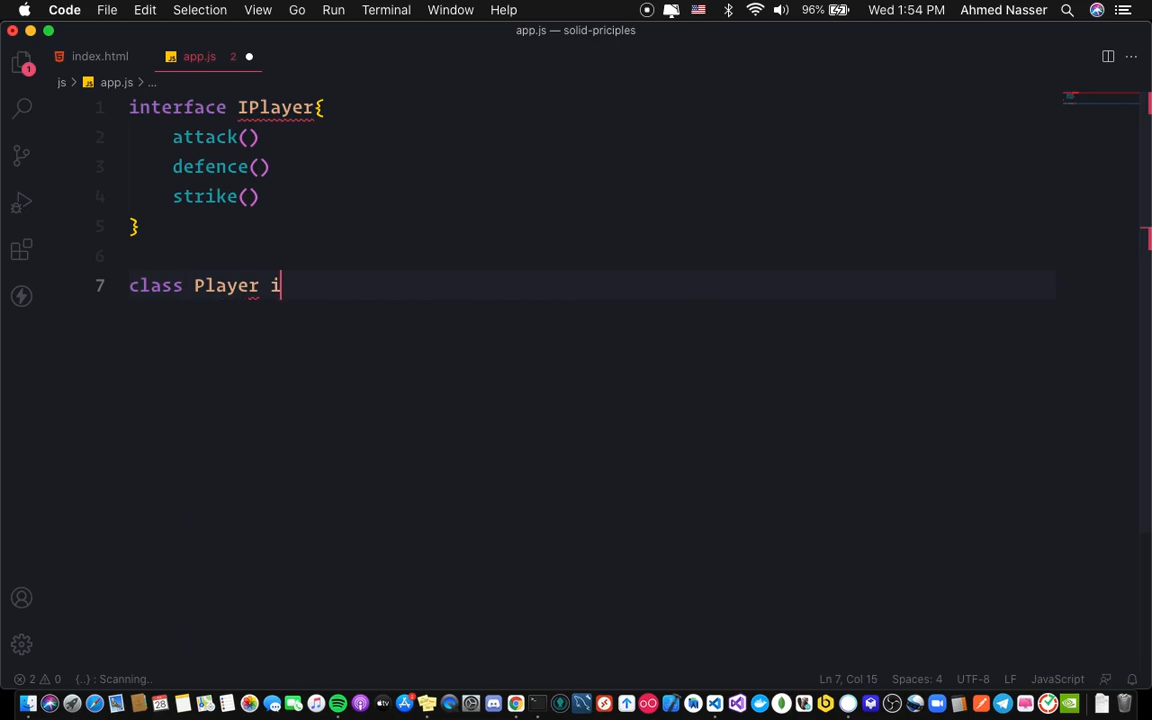 Code File Edit Selection View Go Run Terminal Window Help 96% Wed 1:54 PM Ahmed Nasser
app.js — solid-priciples
index.html app.js 2
js > app.js > ...
1 interface IPlayer{
2 attack()
3 defence()
4 strike()
5 }
6
7 class Player i
1
2 0 {..} : Scanning.. Ln 7, Col 15 Spaces: 4 UTF-8 LF JavaScript